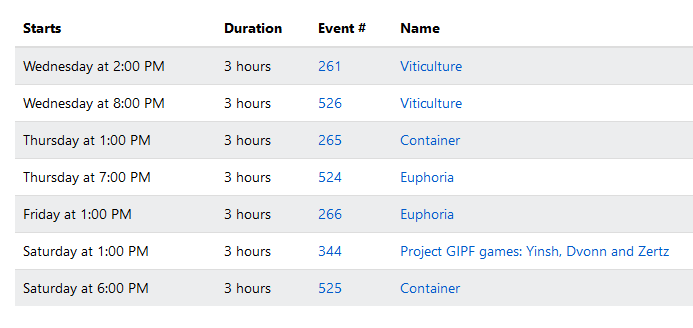 Starts Duration Event # Name
Wednesday at 2:00 PM 3 hours 261 Viticulture
Wednesday at 8:00 PM 3 hours 526 Viticulture
Thursday at 1:00 PM 3 hours 265 Container
Thursday at 7:00 PM 3 hours 524 Euphoria
Friday at 1:00 PM 3 hours 266 Euphoria
Saturday at 1:00 PM 3 hours 344 Project GIPF games: Yinsh, Dvonn and Zertz
Saturday at 6:00 PM 3 hours 525 Container